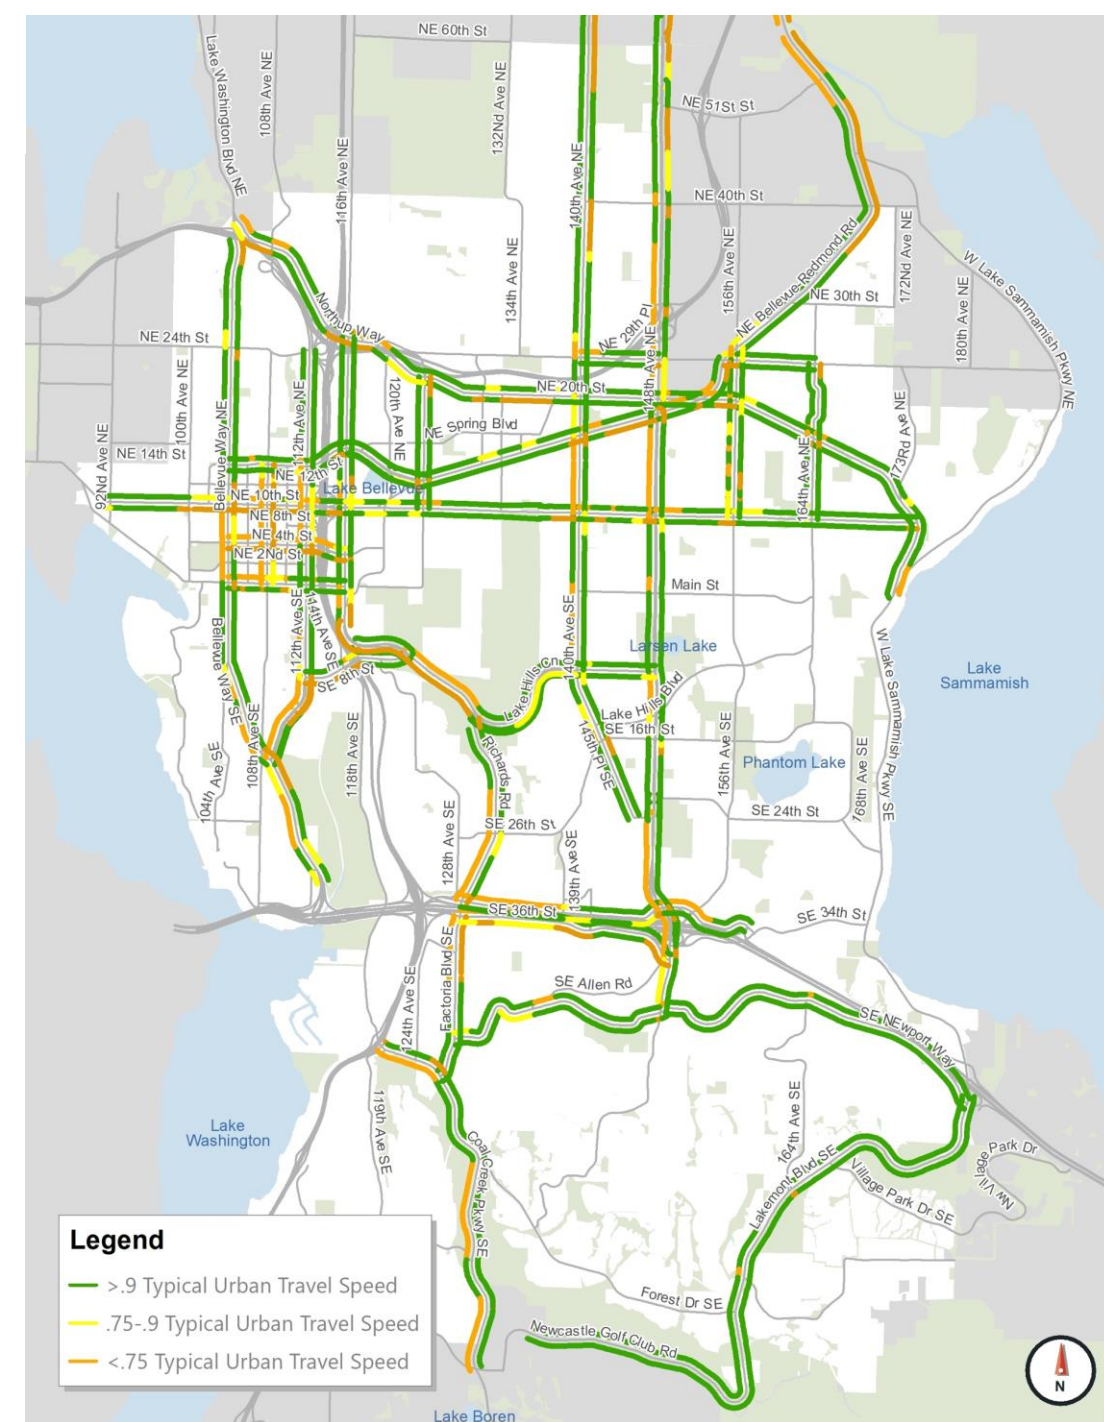 NE 60th St
Lake Washington Blvd NE
108th Ave NE
116th Ave NE
132Nd Ave NE
NE 51St St
140th Ave NE
NE 40th St
134th Ave NE
156th Ave NE
NE Bellevue-Redmond Rd
172Nd Ave NE
W Lake Sammamish Pkwy NE
180th Ave NE
NE 30th St
Northup Way
NE 29th Pl
148th Ave NE
NE 24th St
100th Ave NE
112th Ave NE
120th Ave NE
NE 20th St
NE Spring Blvd
Bellevue Way NE
92Nd Ave NE
NE 14th St
NE 12th St
164th Ave NE
173Rd Ave NE
Lake Bellevue
NE 10th St
NE 8th St
NE 4th St
NE 2Nd St
Main St
114th Ave SE
112th Ave SE
140th Ave SE
Bellevue Way SE
SE 8th St
Larsen Lake
Lake Hills Cn
Lake Hills Blvd
SE 16th St
145th Pl SE
W Lake Sammamish Pkwy SE
Lake
Sammamish
104th Ave SE
108th Ave SE
118th Ave SE
Richards Rd
156th Ave SE
Phantom Lake
168th Ave SE
128th Ave SE
SE 26th St
139th Ave SE
SE 24th St
SE 36th St
SE 34th St
Factoria Blvd SE
124th Ave SE
SE Allen Rd
SE NEwport Way
119th Ave SE
Lake
Washington
Coal Creek Pkwy SE
164th Ave SE
Lakemont Blvd SE
Village Park Dr SE
NW Village Park Dr
Forest Dr SE
Newcastle Golf Club Rd
Lake Boren
Legend
>.9 Typical Urban Travel Speed
.75-.9 Typical Urban Travel Speed
<.75 Typical Urban Travel Speed
N